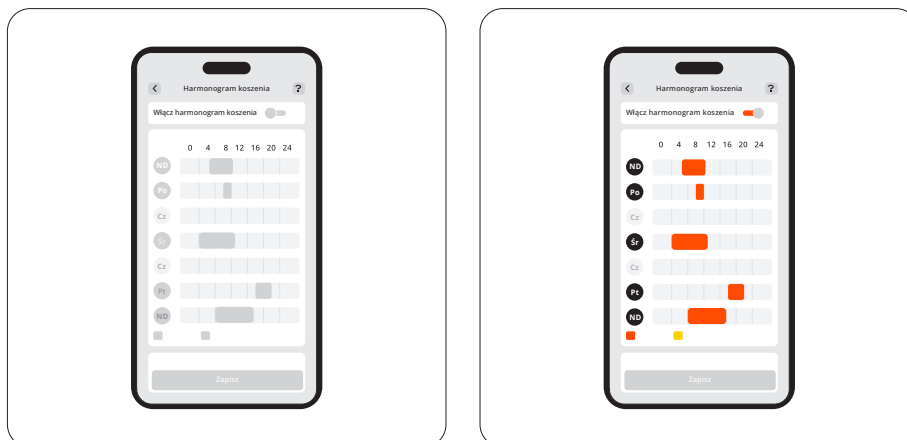 Harmonogram koszenia ?
Włącz harmonogram koszenia
0 4 8 12 16 20 24
ND
Po
Cz
Śr
Cz
Pt
ND
Zapisz
Harmonogram koszenia ?
Włącz harmonogram koszenia
0 4 8 12 16 20 24
ND
Po
Cz
Śr
Cz
Pt
ND
Zapisz